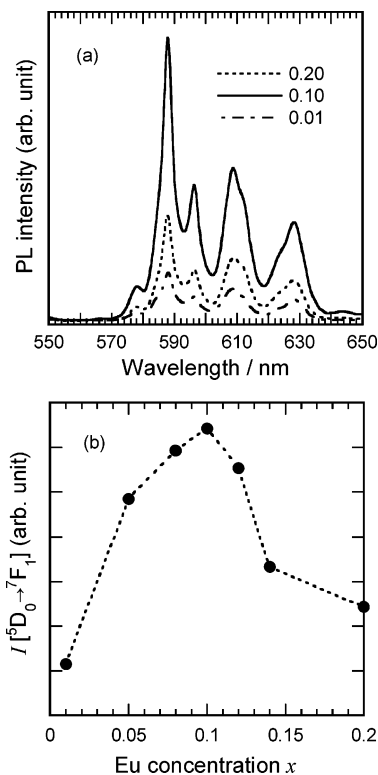 (a)
0.20
0.10
0.01
PL intensity (arb. unit)
550 570 590 610 630 650
Wavelength / nm
(b)
I [⁵D₀→⁷F₁] (arb. unit)
0 0.05 0.1 0.15 0.2
Eu concentration x